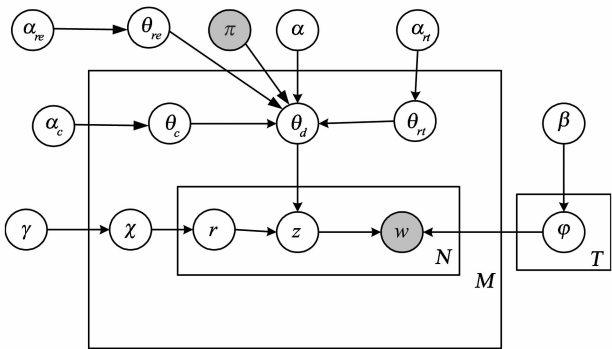 α_re θ_re π α α_rt
α_c θ_c θ_d θ_rt β
γ χ r z w φ
N M T